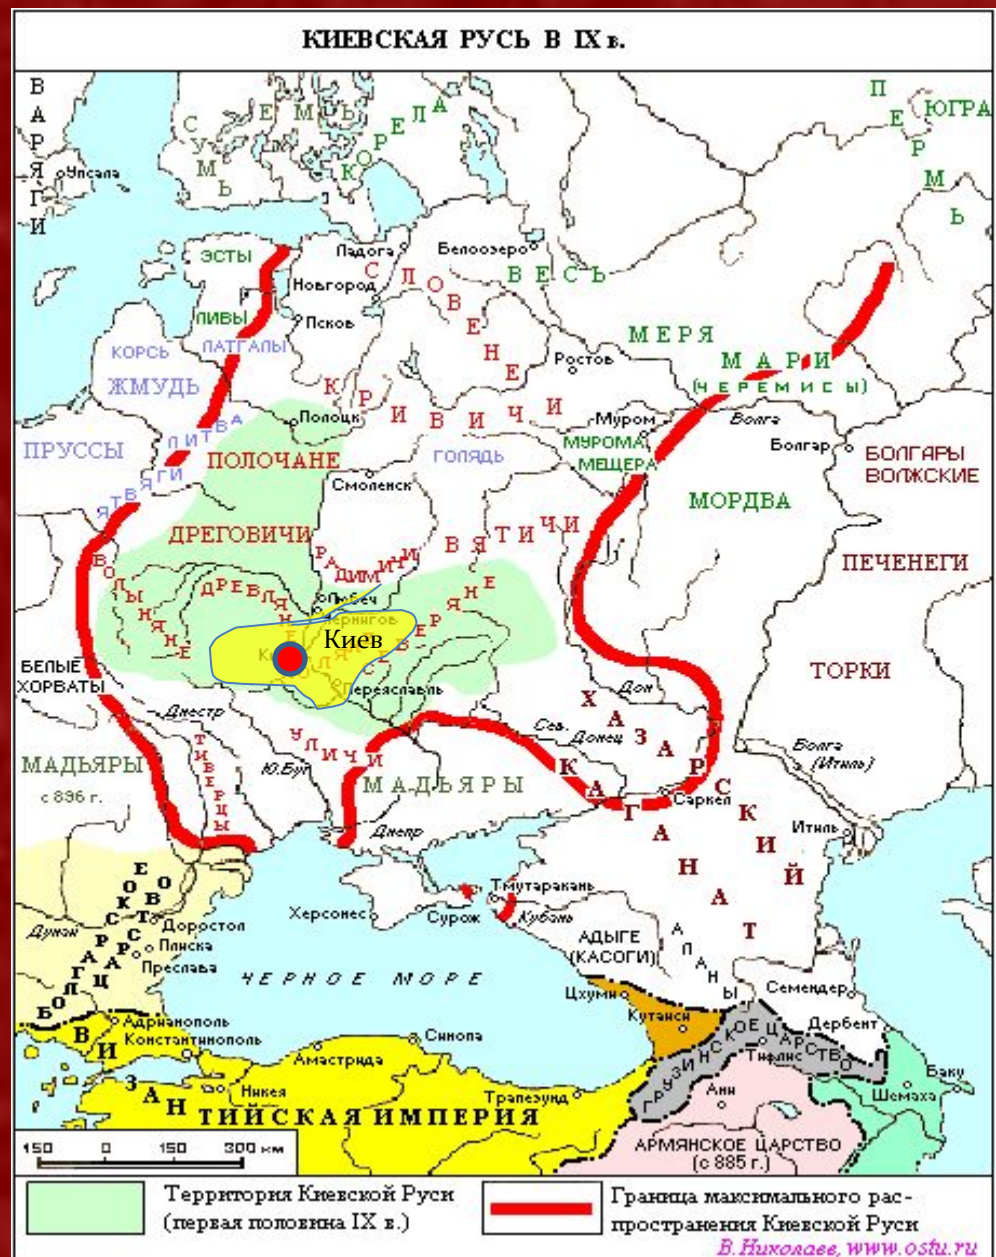 КИЕВСКАЯ РУСЬ В IX в.
ВАРЯГИ
Упсала
СУМЬ
ЕМЬ
КОРЕЛА
ПЕРМЬ
ЮГРА
ЭСТЫ
Ладога
Белоозеро
СЛОВЕНЕ
ВЕСЬ
Новгород
ЛИВЫ
Псков
ЛАТГАЛЫ
КОРСЬ
ЖМУДЬ
МЕРЯ
Ростов
МАРИ
(ЧЕРЕМИСЫ)
КРИВИЧИ
Полоцк
Муром
Волга
ЛИТВА
ПРУССЫ
ПОЛОЧАНЕ
ГОЛЯДЬ
МУРОМА
МЕЩЕРА
Болгар
БОЛГАРЫ
ВОЛЖСКИЕ
Смоленск
ЯТВЯГИ
МОРДВА
ДРЕГОВИЧИ
РАДИМИЧИ
ВЯТИЧИ
ПЕЧЕНЕГИ
ВОЛЫНЯНЕ
ДРЕВЛЯНЕ
Любеч
Чернигов
СЕВЕРЯНЕ
Киев
БЕЛЫЕ
ХОРВАТЫ
Переяславль
ТОРКИ
Дон
Днестр
УЛИЧИ
Сев.
Донец
ХАЗАРСКИЙ
КАГАНАТ
Волга
(Итиль)
МАДЬЯРЫ
с 896 г.
ТИВЕРЦЫ
Ю.Буг
МАДЬЯРЫ
Саркел
Днепр
Итиль
БОЛГАРСКОЕ
ЦАРСТВО
Дунай
Доростол
Плиска
Преслава
Херсонес
Сурож
Тмутаракань
Кубань
АДЫГЕ
(КАСОГИ)
АЛАНЫ
ЧЕРНОЕ МОРЕ
Цхуми
Кутаиси
Семендер
Дербент
Адрианополь
Константинополь
Синопа
Амастрида
ГРУЗИНСКОЕ ЦАРСТВО
Тифлис
Баку
Никея
Трапезунд
Ани
Шемаха
ВИЗАНТИЙСКАЯ ИМПЕРИЯ
АРМЯНСКОЕ ЦАРСТВО
(с 885 г.)
150 0 150 300 км
Территория Киевской Руси
(первая половина IX в.)
Граница максимального рас-
пространения Киевской Руси
В. Николаев, www.ostu.ru